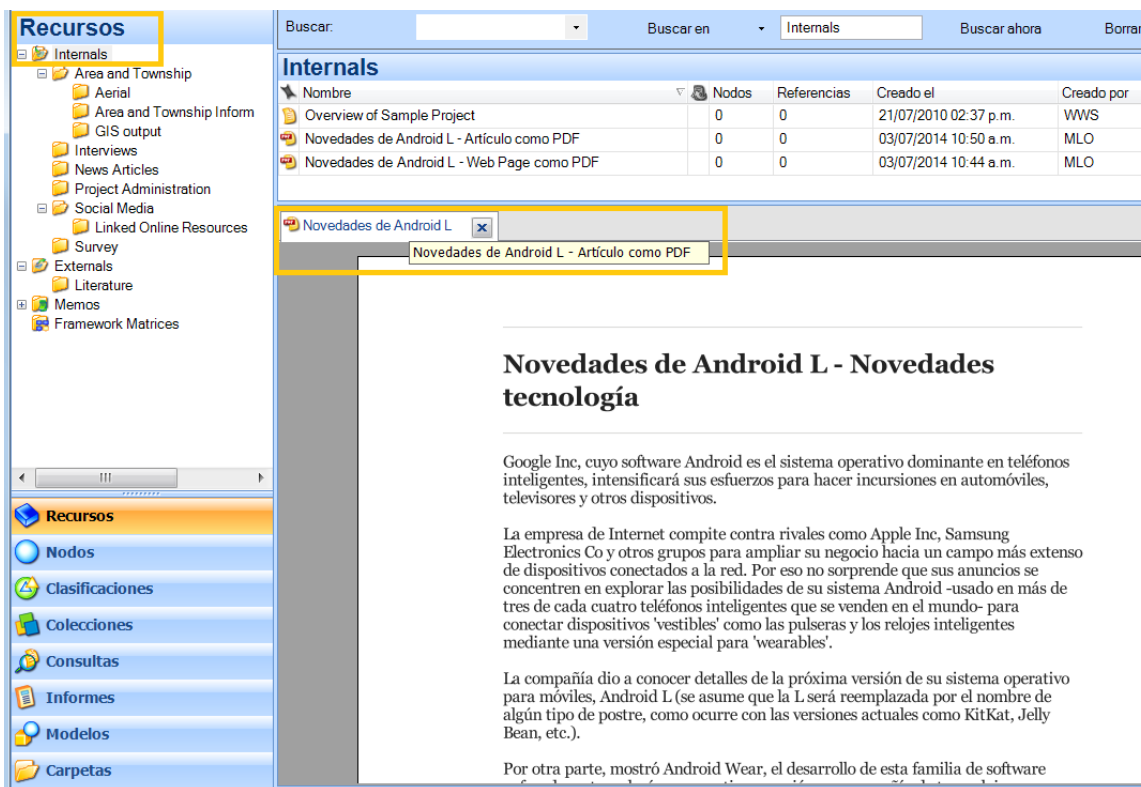 Recursos
Internals
Area and Township
Aerial
Area and Township Inform
GIS output
Interviews
News Articles
Project Administration
Social Media
Linked Online Resources
Survey
Externals
Literature
Memos
Framework Matrices
Recursos
Nodos
Clasificaciones
Colecciones
Consultas
Informes
Modelos
Carpetas
Buscar: Buscar en Internals Buscar ahora Borrar
Internals
Nombre Nodos Referencias Creado el Creado por
Overview of Sample Project 0 0 21/07/2010 02:37 p.m. WWS
Novedades de Android L - Artículo como PDF 0 0 03/07/2014 10:50 a.m. MLO
Novedades de Android L - Web Page como PDF 0 0 03/07/2014 10:44 a.m. MLO
Novedades de Android L
Novedades de Android L - Artículo como PDF
Novedades de Android L - Novedades
tecnología
Google Inc, cuyo software Android es el sistema operativo dominante en teléfonos
inteligentes, intensificará sus esfuerzos para hacer incursiones en automóviles,
televisores y otros dispositivos.
La empresa de Internet compite contra rivales como Apple Inc, Samsung
Electronics Co y otros grupos para ampliar su negocio hacia un campo más extenso
de dispositivos conectados a la red. Por eso no sorprende que sus anuncios se
concentren en explorar las posibilidades de su sistema Android -usado en más de
tres de cada cuatro teléfonos inteligentes que se venden en el mundo- para
conectar dispositivos 'vestibles' como las pulseras y los relojes inteligentes
mediante una versión especial para 'wearables'.
La compañía dio a conocer detalles de la próxima versión de su sistema operativo
para móviles, Android L (se asume que la L será reemplazada por el nombre de
algún tipo de postre, como ocurre con las versiones actuales como KitKat, Jelly
Bean, etc.).
Por otra parte, mostró Android Wear, el desarrollo de esta familia de software